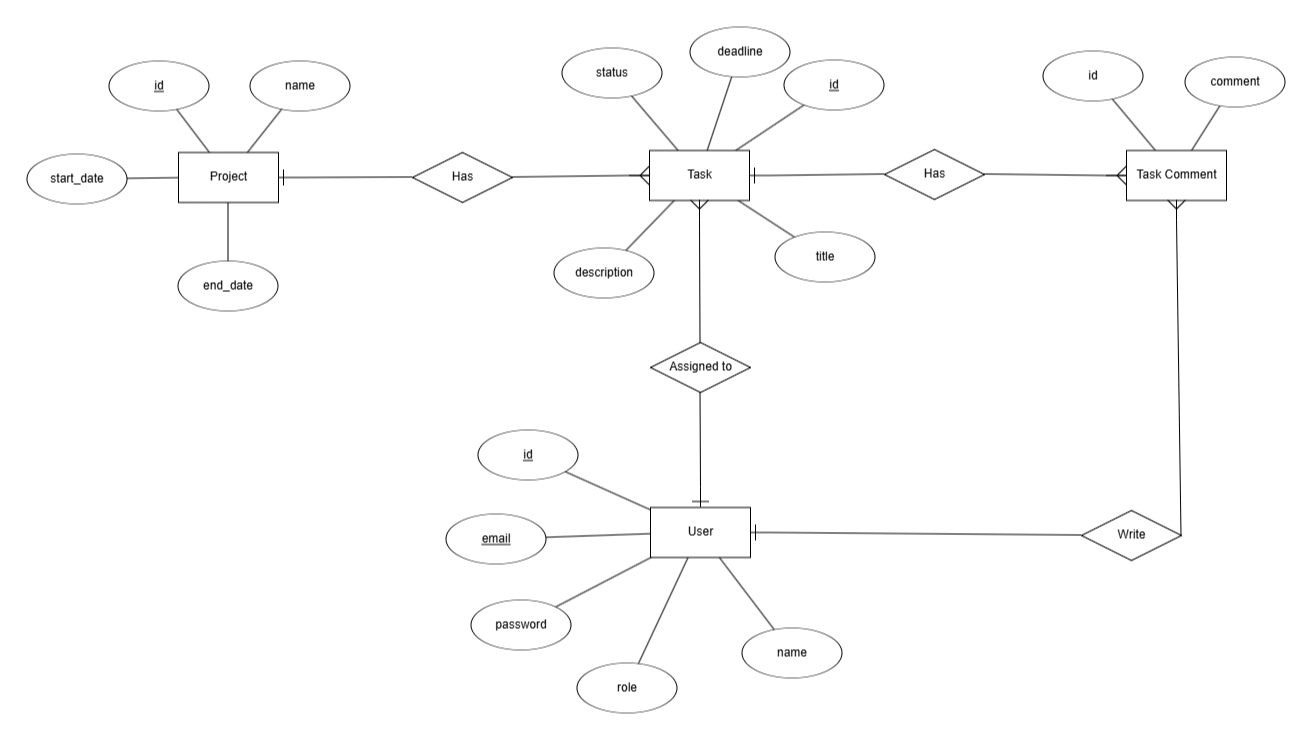 deadline
status
id
name
id
id
comment
Project
Has
Task
Has
Task Comment
start_date
description
title
end_date
Assigned to
id
email
User
Write
password
role
name